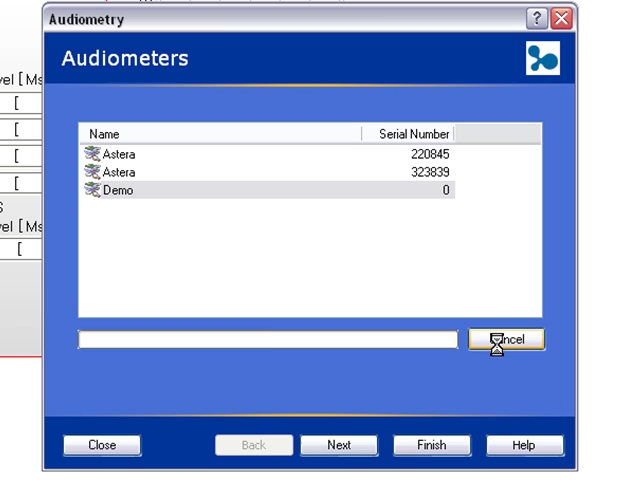 Audiometry
Audiometers
vel [ Ms
[
[
[
[
S
vel [ Ms
[
Name Serial Number
Astera 220845
Astera 323839
Demo 0
Close Back Next Finish Help